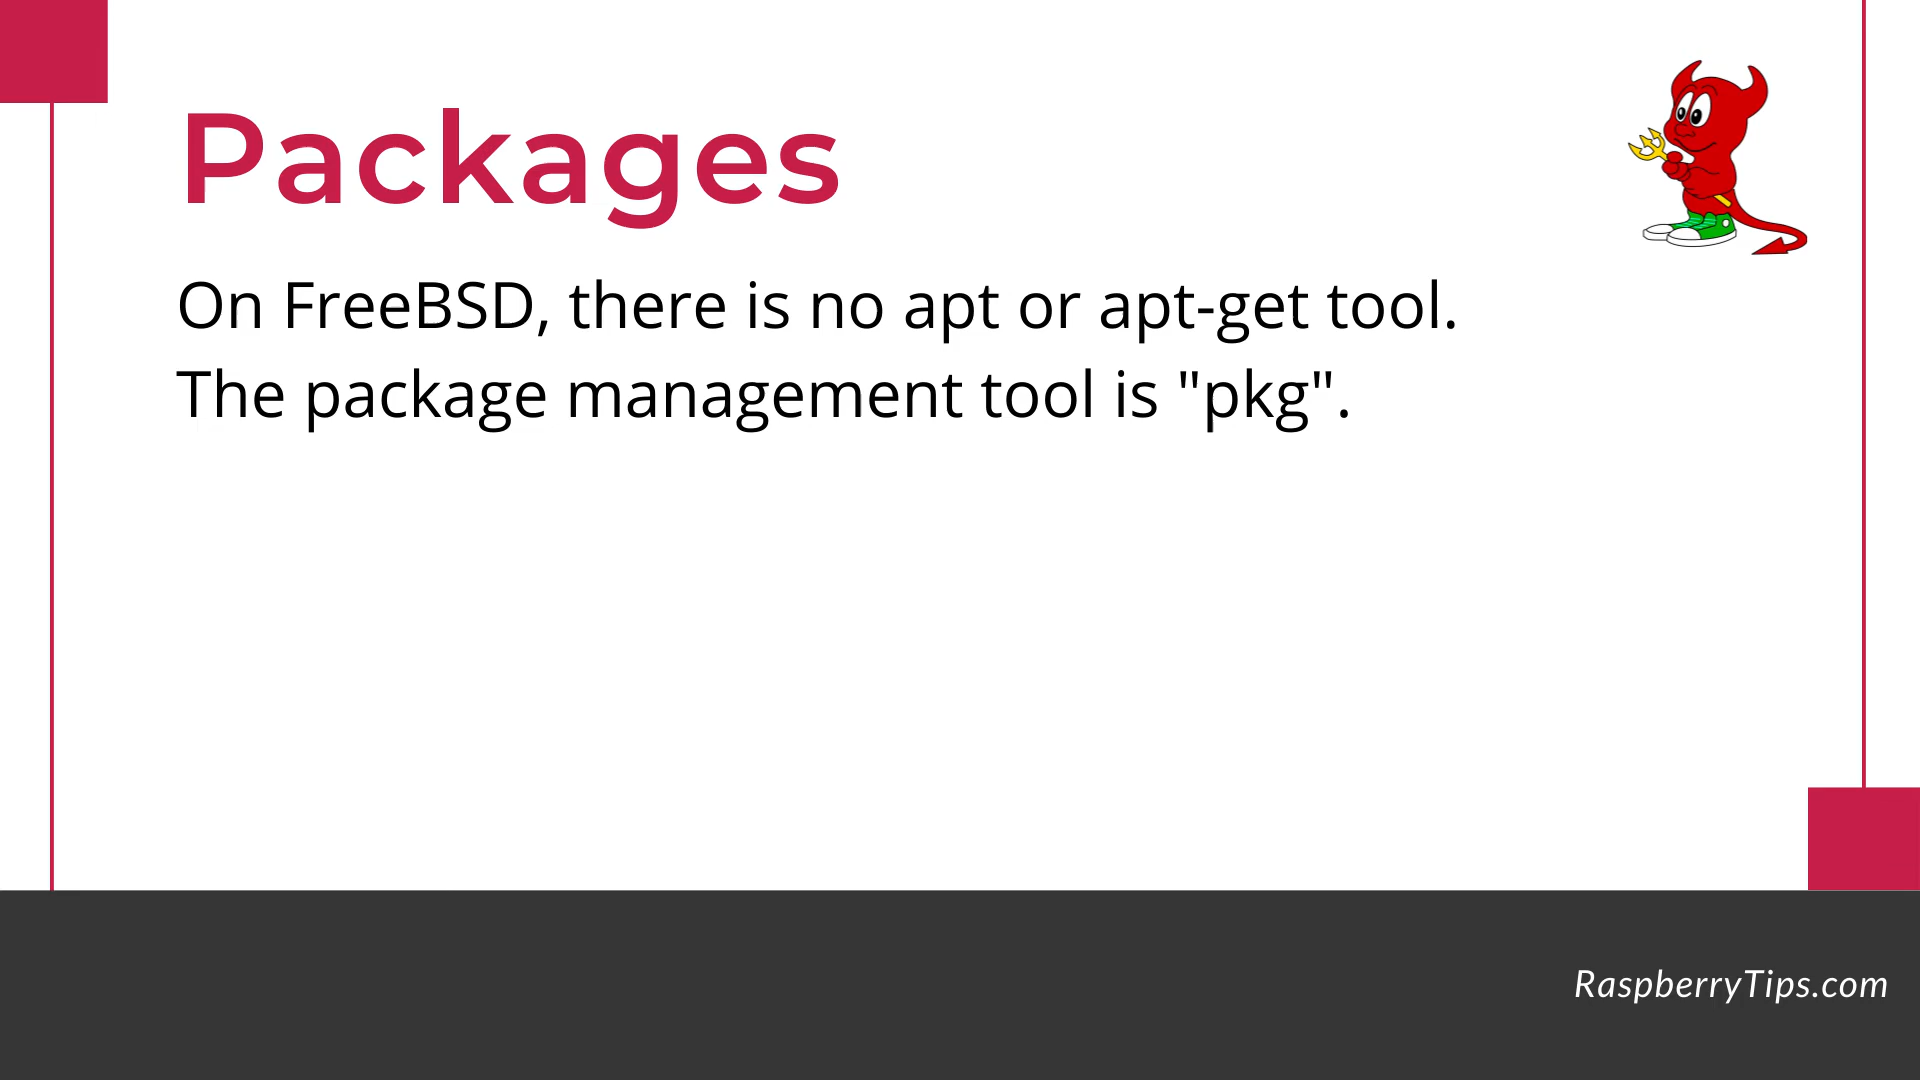 Packages
On FreeBSD, there is no apt or apt-get tool.
The package management tool is "pkg".
RaspberryTips.com